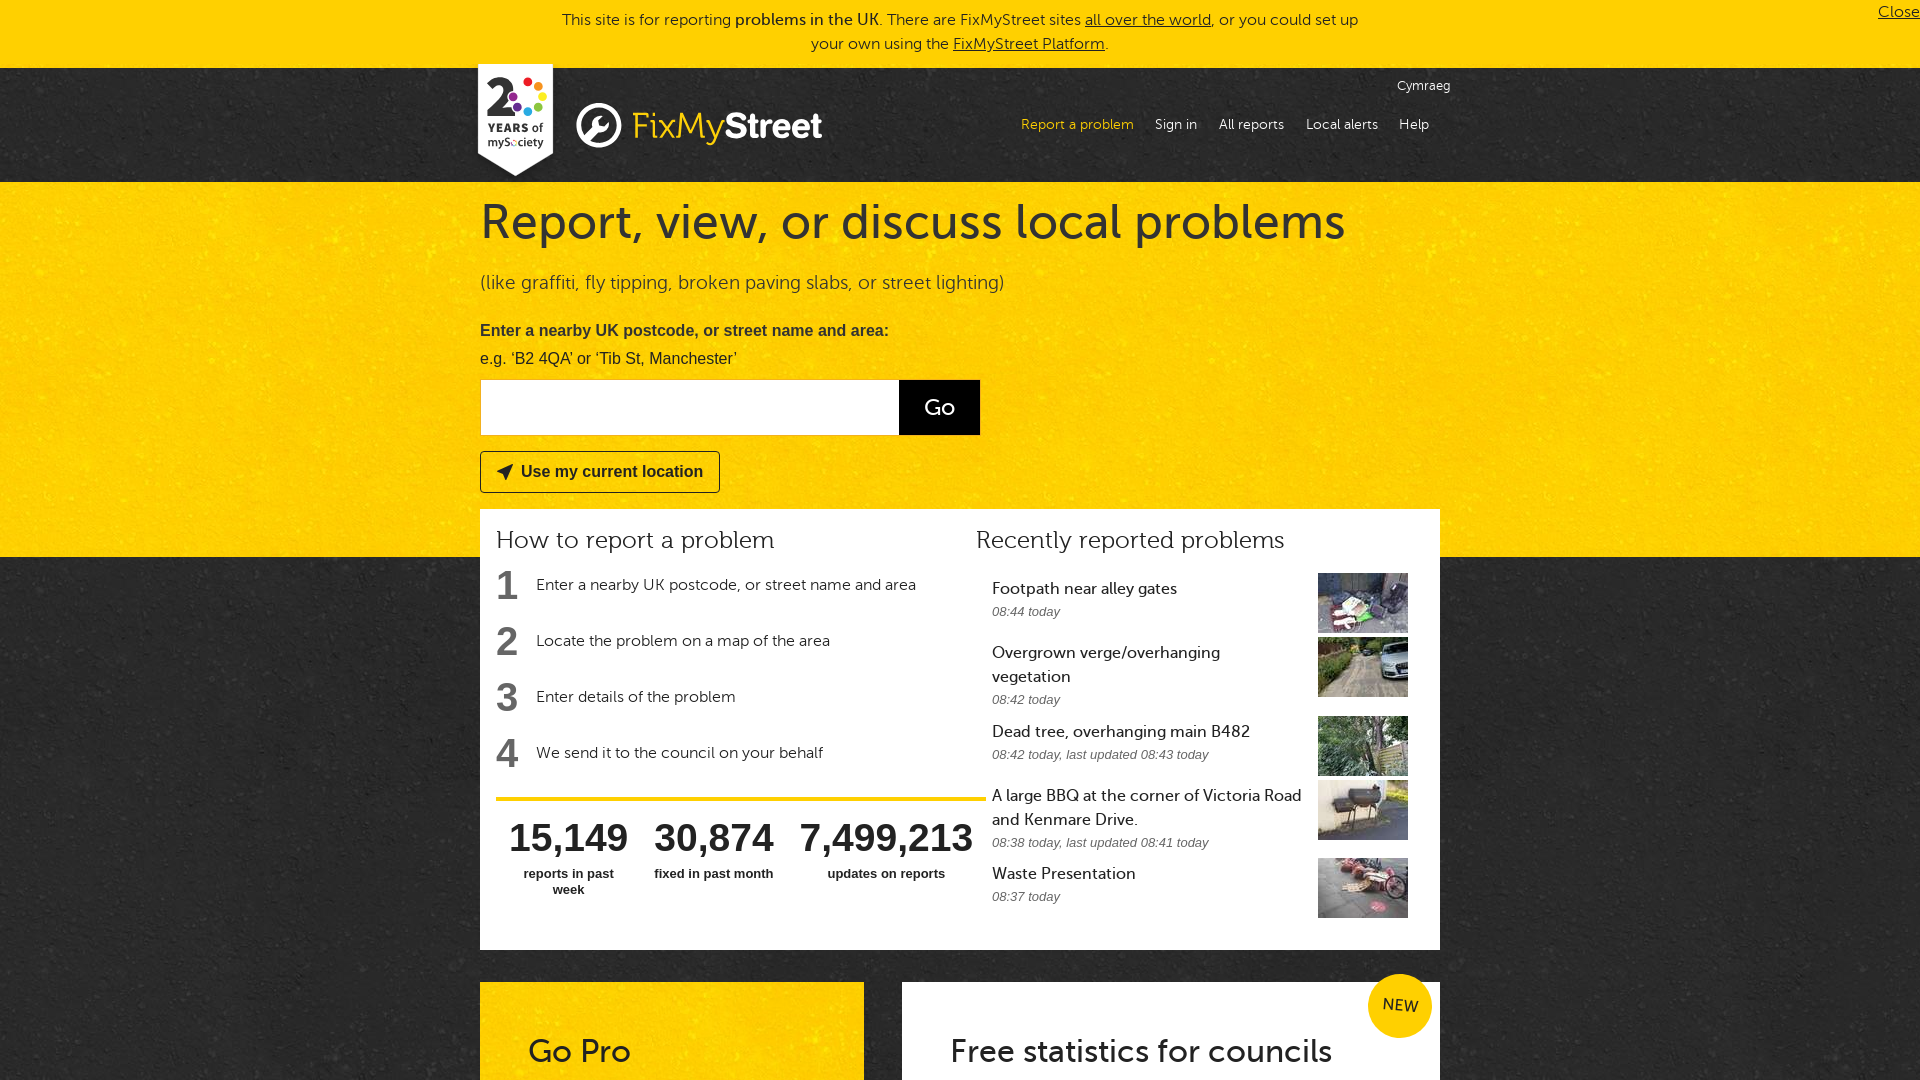 This site is for reporting problems in the UK. There are FixMyStreet sites all over the world, or you could set up
your own using the FixMyStreet Platform.
Close
20
YEARS of
mySociety
FixMyStreet
Cymraeg
Report a problem
Sign in
All reports
Local alerts
Help
Report, view, or discuss local problems
(like graffiti, fly tipping, broken paving slabs, or street lighting)
Enter a nearby UK postcode, or street name and area:
e.g. ‘B2 4QA’ or ‘Tib St, Manchester’
Go
Use my current location
How to report a problem
1 Enter a nearby UK postcode, or street name and area
2 Locate the problem on a map of the area
3 Enter details of the problem
4 We send it to the council on your behalf
15,149
reports in past
week
30,874
fixed in past month
7,499,213
updates on reports
Recently reported problems
Footpath near alley gates
08:44 today
Overgrown verge/overhanging
vegetation
08:42 today
Dead tree, overhanging main B482
08:42 today, last updated 08:43 today
A large BBQ at the corner of Victoria Road
and Kenmare Drive.
08:38 today, last updated 08:41 today
Waste Presentation
08:37 today
Go Pro
NEW
Free statistics for councils